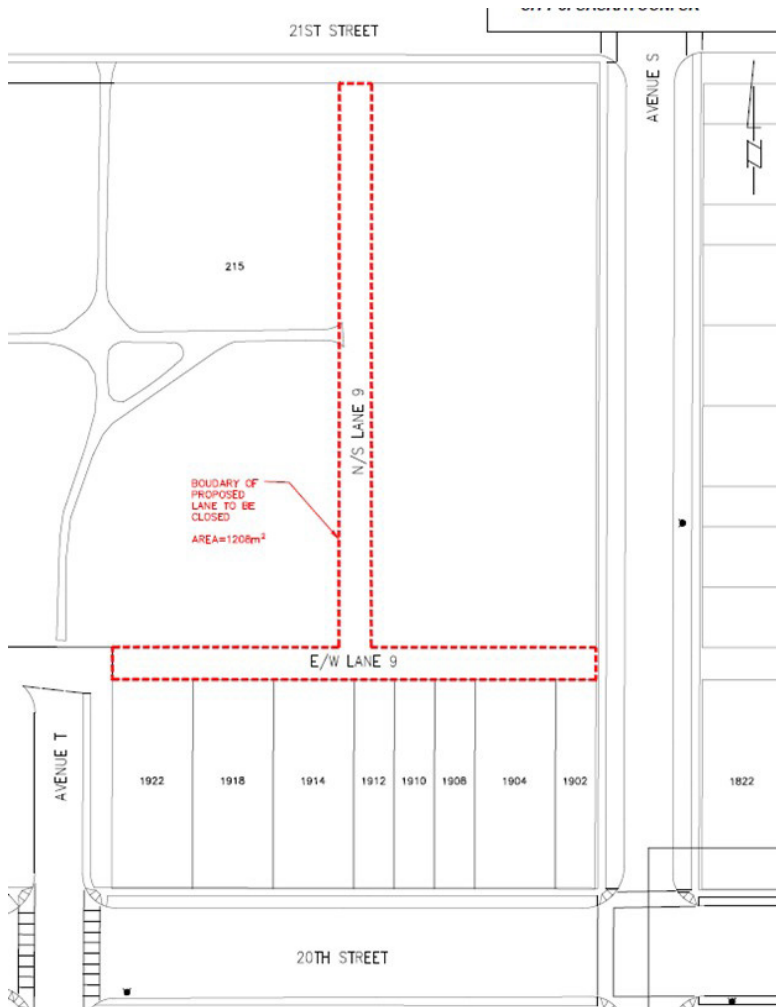 21ST STREET
AVENUE S
215
N/S LANE 9
BOUDARY OF
PROPOSED
LANE TO BE
CLOSED
AREA=1208m²
E/W LANE 9
AVENUE T
1922
1918
1914
1912
1910
1908
1904
1902
1822
20TH STREET